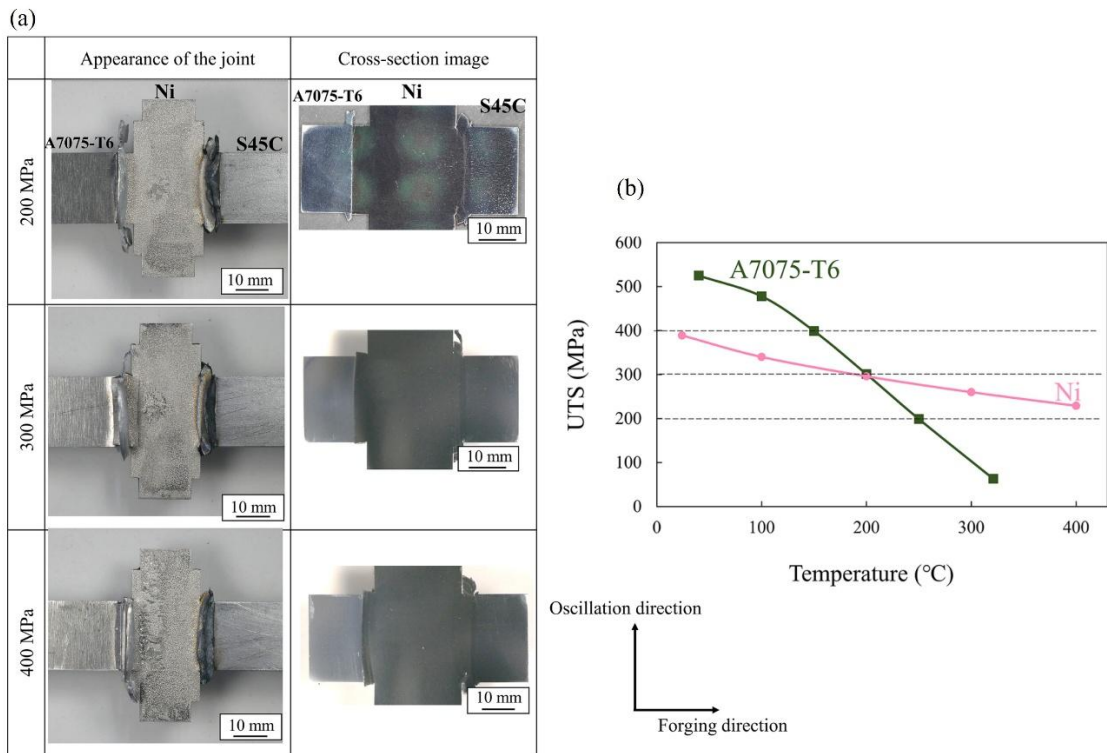 (a)
Appearance of the joint
Cross-section image
200 MPa
Ni
A7075-T6
S45C
10 mm
A7075-T6
Ni
S45C
10 mm
300 MPa
10 mm
10 mm
400 MPa
10 mm
10 mm
(b)
UTS (MPa)
600
500
400
300
200
100
0
A7075-T6
Ni
0 100 200 300 400
Temperature (℃)
Oscillation direction
Forging direction